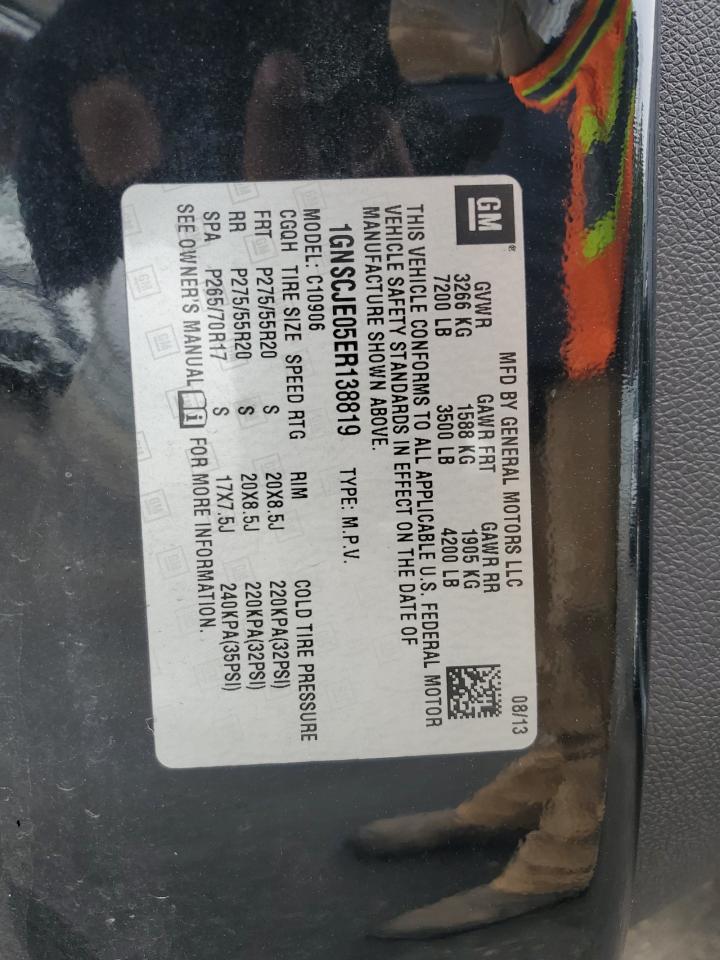 GM®
MFD BY GENERAL MOTORS LLC 08/13
GVWR GAWR FRT GAWR RR
3266 KG 1588 KG 1905 KG
7200 LB 3500 LB 4200 LB
THIS VEHICLE CONFORMS TO ALL APPLICABLE U.S. FEDERAL MOTOR
VEHICLE SAFETY STANDARDS IN EFFECT ON THE DATE OF
MANUFACTURE SHOWN ABOVE.
1GNSCJE05ER138819 TYPE: M.P.V.
MODEL: C10906
CGQH TIRE SIZE SPEED RTG RIM COLD TIRE PRESSURE
FRT P275/55R20 S 20X8.5J 220KPA(32PSI)
RR P275/55R20 S 20X8.5J 220KPA(32PSI)
SPA P265/70R17 S 17X7.5J 240KPA(35PSI)
SEE OWNER'S MANUAL i FOR MORE INFORMATION.